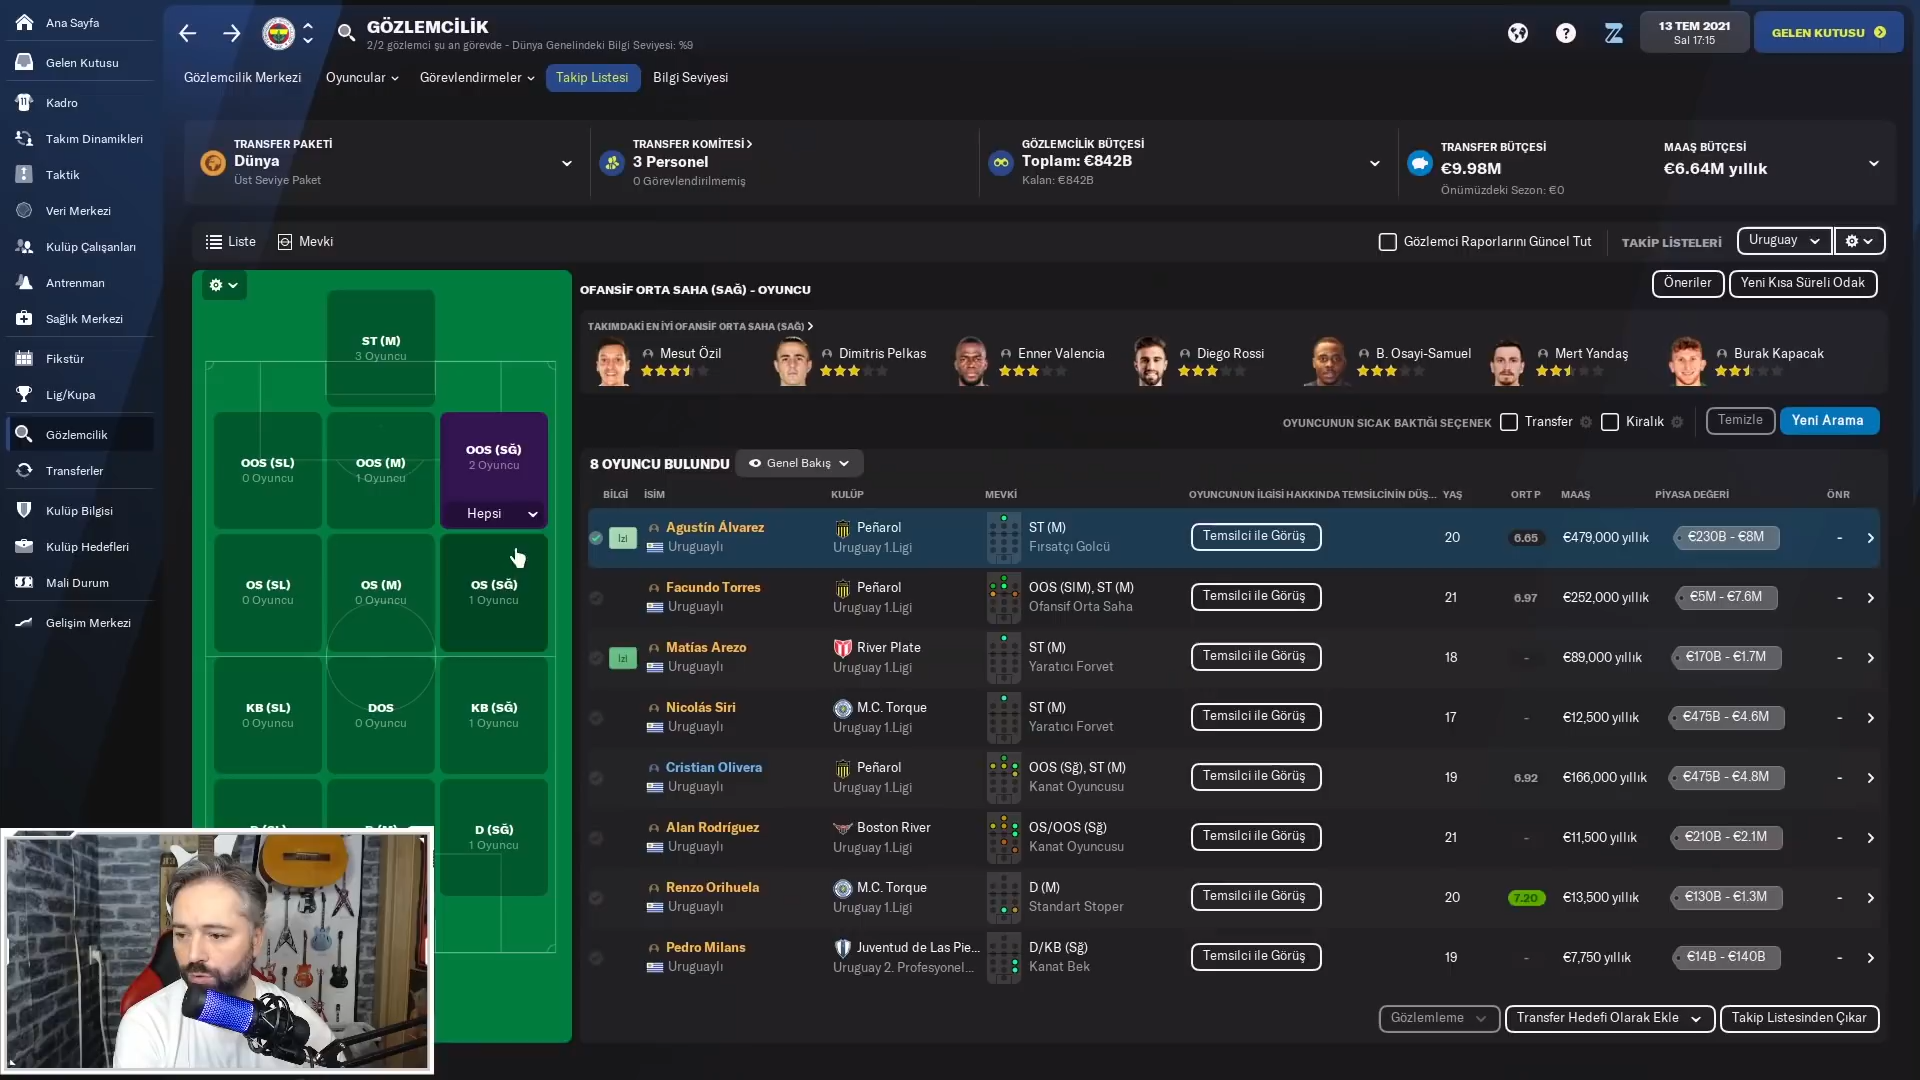 Ana Sayfa
Gelen Kutusu
Kadro
Takım Dinamikleri
Taktik
Veri Merkezi
Kulüp Çalışanları
Antrenman
Sağlık Merkezi
Fikstür
Lig/Kupa
Gözlemcilik
Transferler
Kulüp Bilgisi
Kulüp Hedefleri
Mali Durum
Gelişim Merkezi
GÖZLEMCİLİK
2/2 gözlemci şu an görevde - Dünya Genelindeki Bilgi Seviyesi: %9
13 TEM 2021
Sal 17:15
GELEN KUTUSU
Gözlemcilik Merkezi Oyuncular Görevlendirmeler Takip Listesi Bilgi Seviyesi
TRANSFER PAKETİ
Dünya
Üst Seviye Paket
TRANSFER KOMİTESİ
3 Personel
0 Görevlendirilmemiş
GÖZLEMCİLİK BÜTÇESİ
Toplam: €842B
Kalan: €842B
TRANSFER BÜTÇESİ
€9.98M
Önümüzdeki Sezon: €0
MAAŞ BÜTÇESİ
€6.64M yıllık
Liste Mevki
Gözlemci Raporlarını Güncel Tut
TAKİP LİSTELERİ
Uruguay
ST (M)
3 Oyuncu
OOS (SL)
0 Oyuncu
OOS (M)
1 Oyuncu
OOS (SĞ)
2 Oyuncu
Hepsi
OS (SL)
0 Oyuncu
OS (M)
0 Oyuncu
OS (SĞ)
1 Oyuncu
KB (SL)
0 Oyuncu
DOS
0 Oyuncu
KB (SĞ)
1 Oyuncu
D (SĞ)
1 Oyuncu
OFANSİF ORTA SAHA (SAĞ) - OYUNCU
Öneriler
Yeni Kısa Süreli Odak
TAKIMDAKİ EN İYİ OFANSİF ORTA SAHA (SAĞ)
Mesut Özil
Dimitris Pelkas
Enner Valencia
Diego Rossi
B. Osayi-Samuel
Mert Yandaş
Burak Kapacak
OYUNCUNUN SICAK BAKTIĞI SEÇENEK Transfer Kiralık
Temizle
Yeni Arama
8 OYUNCU BULUNDU Genel Bakış
BİLGİ İSİM KULÜP MEVKİ OYUNCUNUN İLGİSİ HAKKINDA TEMSİLCİNİN DÜŞ... YAŞ ORT P MAAŞ PİYASA DEĞERİ ÖNR
İzl Agustín Álvarez Peñarol ST (M) Temsilci ile Görüş 20 6.65 €479,000 yıllık €230B - €8M -
Uruguaylı Uruguay 1.Ligi Fırsatçı Golcü
Facundo Torres Peñarol OOS (SlM), ST (M) Temsilci ile Görüş 21 6.97 €252,000 yıllık €5M - €7.6M -
Uruguaylı Uruguay 1.Ligi Ofansif Orta Saha
İzl Matías Arezo River Plate ST (M) Temsilci ile Görüş 18 - €89,000 yıllık €170B - €1.7M -
Uruguaylı Uruguay 1.Ligi Yaratıcı Forvet
Nicolás Siri M.C. Torque ST (M) Temsilci ile Görüş 17 - €12,500 yıllık €475B - €4.6M -
Uruguaylı Uruguay 1.Ligi Yaratıcı Forvet
Cristian Olivera Peñarol OOS (Sğ), ST (M) Temsilci ile Görüş 19 6.92 €166,000 yıllık €475B - €4.8M -
Uruguaylı Uruguay 1.Ligi Kanat Oyuncusu
Alan Rodríguez Boston River OS/OOS (Sğ) Temsilci ile Görüş 21 - €11,500 yıllık €210B - €2.1M -
Uruguaylı Uruguay 1.Ligi Kanat Oyuncusu
Renzo Orihuela M.C. Torque D (M) Temsilci ile Görüş 20 7.20 €13,500 yıllık €130B - €1.3M -
Uruguaylı Uruguay 1.Ligi Standart Stoper
Pedro Milans Juventud de Las Pie... D/KB (Sğ) Temsilci ile Görüş 19 - €7,750 yıllık €14B - €140B -
Uruguaylı Uruguay 2. Profesyonel... Kanat Bek
Gözlemleme
Transfer Hedefi Olarak Ekle
Takip Listesinden Çıkar